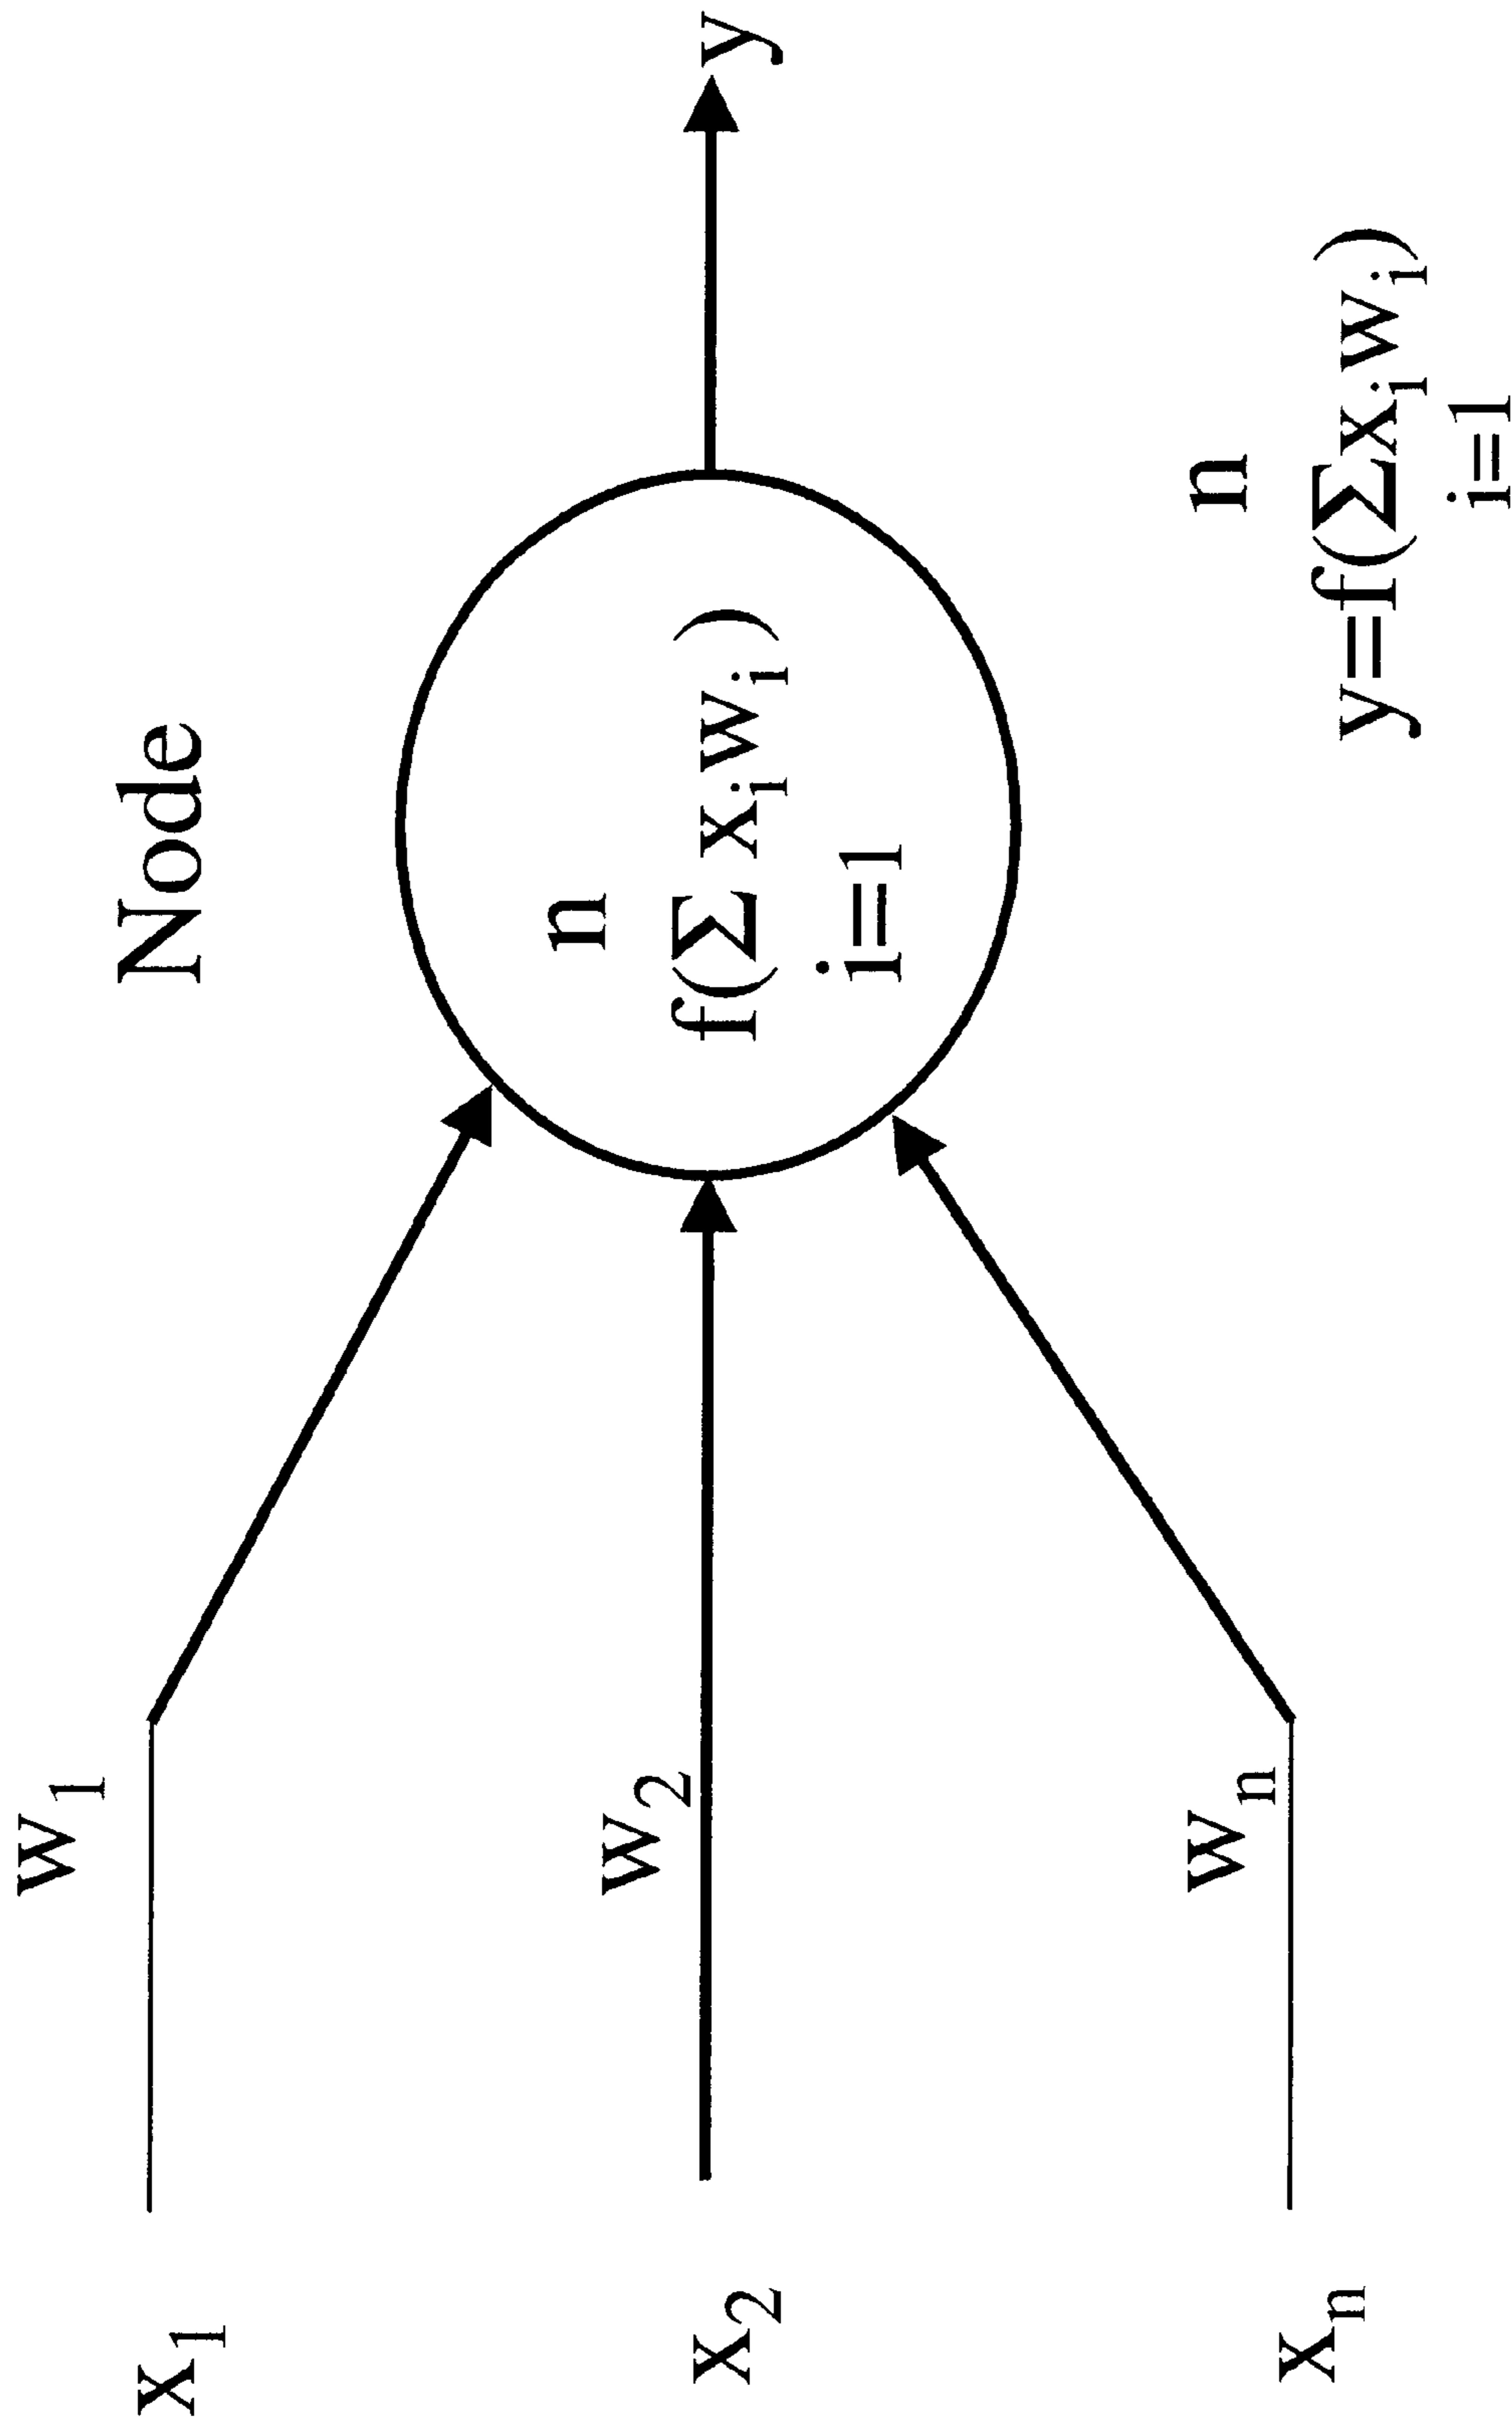 w₁
x₁
Node
w₂
x₂
n
f(∑ xᵢwᵢ)
i=1
y
wₙ
xₙ
n
y=f(∑xᵢwᵢ)
i=1